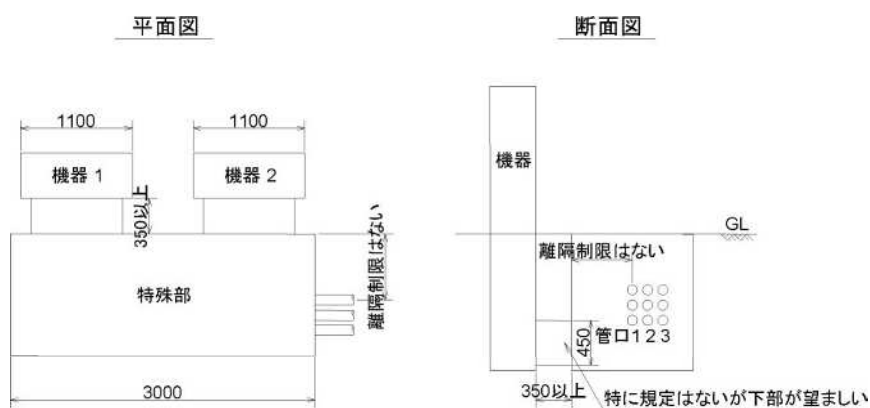 平面図
断面図
1100
1100
機器 1
機器 2
350以上
離隔制限はない
特殊部
3000
機器
GL
離隔制限はない
管口1 2 3
450
350以上
特に規定はないが下部が望ましい